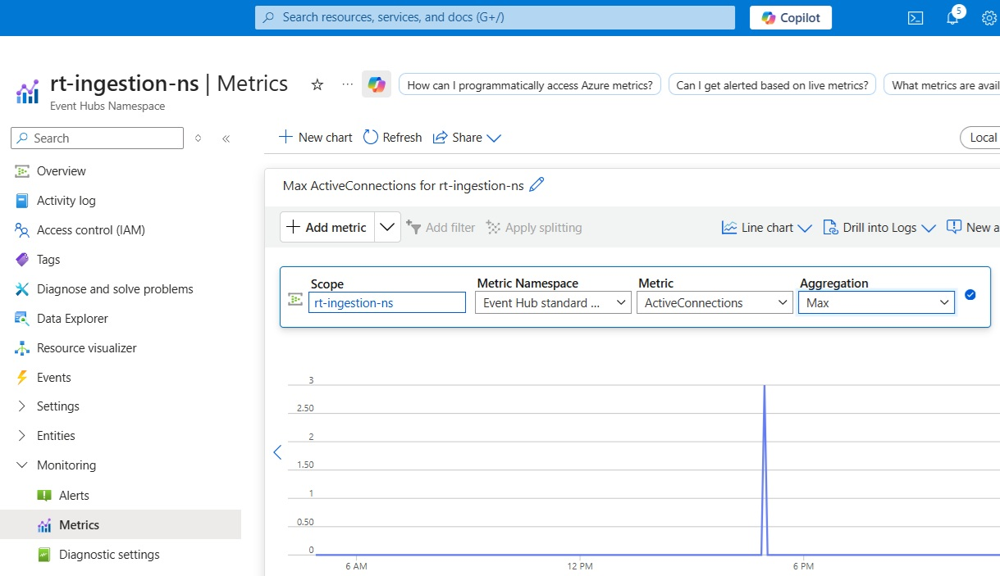 Search resources, services, and docs (G+/)
Copilot
5
rt-ingestion-ns | Metrics
Event Hubs Namespace
How can I programmatically access Azure metrics?
Can I get alerted based on live metrics?
What metrics are avai
Search
New chart
Refresh
Share
Local
Overview
Activity log
Access control (IAM)
Tags
Diagnose and solve problems
Data Explorer
Resource visualizer
Events
Settings
Entities
Monitoring
Alerts
Metrics
Diagnostic settings
Max ActiveConnections for rt-ingestion-ns
Add metric
Add filter
Apply splitting
Line chart
Drill into Logs
New a
Scope
rt-ingestion-ns
Metric Namespace
Event Hub standard ...
Metric
ActiveConnections
Aggregation
Max
3
2.50
2
1.50
1
0.50
0
6 AM
12 PM
6 PM